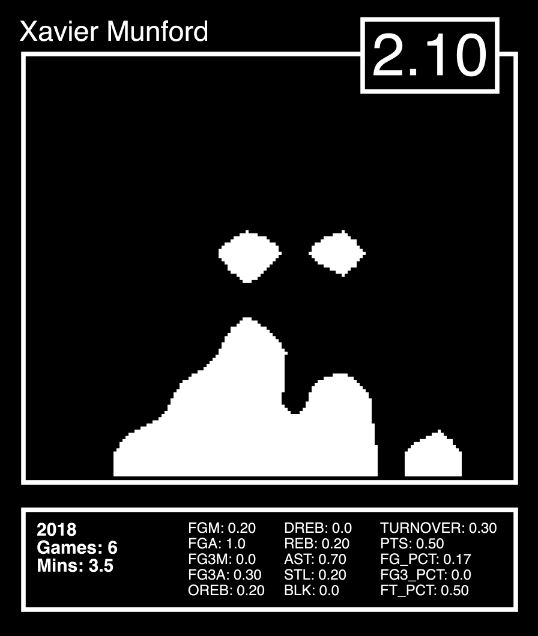 Xavier Munford
2.10
2018
Games: 6
Mins: 3.5
FGM: 0.20
FGA: 1.0
FG3M: 0.0
FG3A: 0.30
OREB: 0.20
DREB: 0.0
REB: 0.20
AST: 0.70
STL: 0.20
BLK: 0.0
TURNOVER: 0.30
PTS: 0.50
FG_PCT: 0.17
FG3_PCT: 0.0
FT_PCT: 0.50